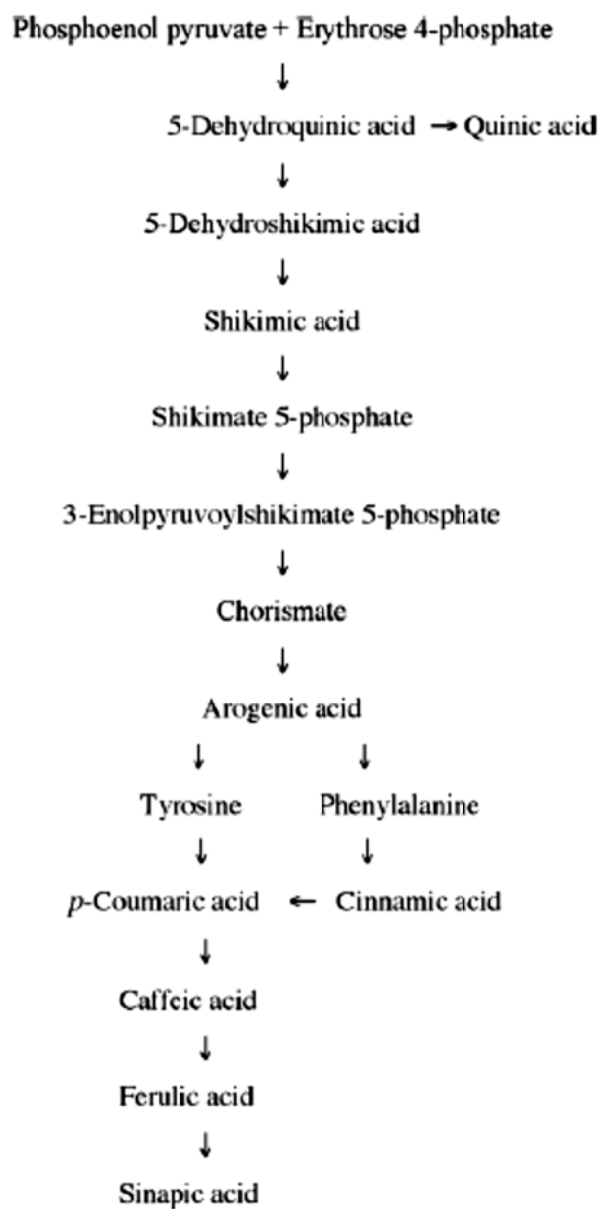 Phosphoenol pyruvate + Erythrose 4-phosphate
↓
5-Dehydroquinic acid → Quinic acid
↓
5-Dehydroshikimic acid
↓
Shikimic acid
↓
Shikimate 5-phosphate
↓
3-Enolpyruvoylshikimate 5-phosphate
↓
Chorismate
↓
Arogenic acid
↓ ↓
Tyrosine Phenylalanine
↓ ↓
p-Coumaric acid ← Cinnamic acid
↓
Caffeic acid
↓
Ferulic acid
↓
Sinapic acid